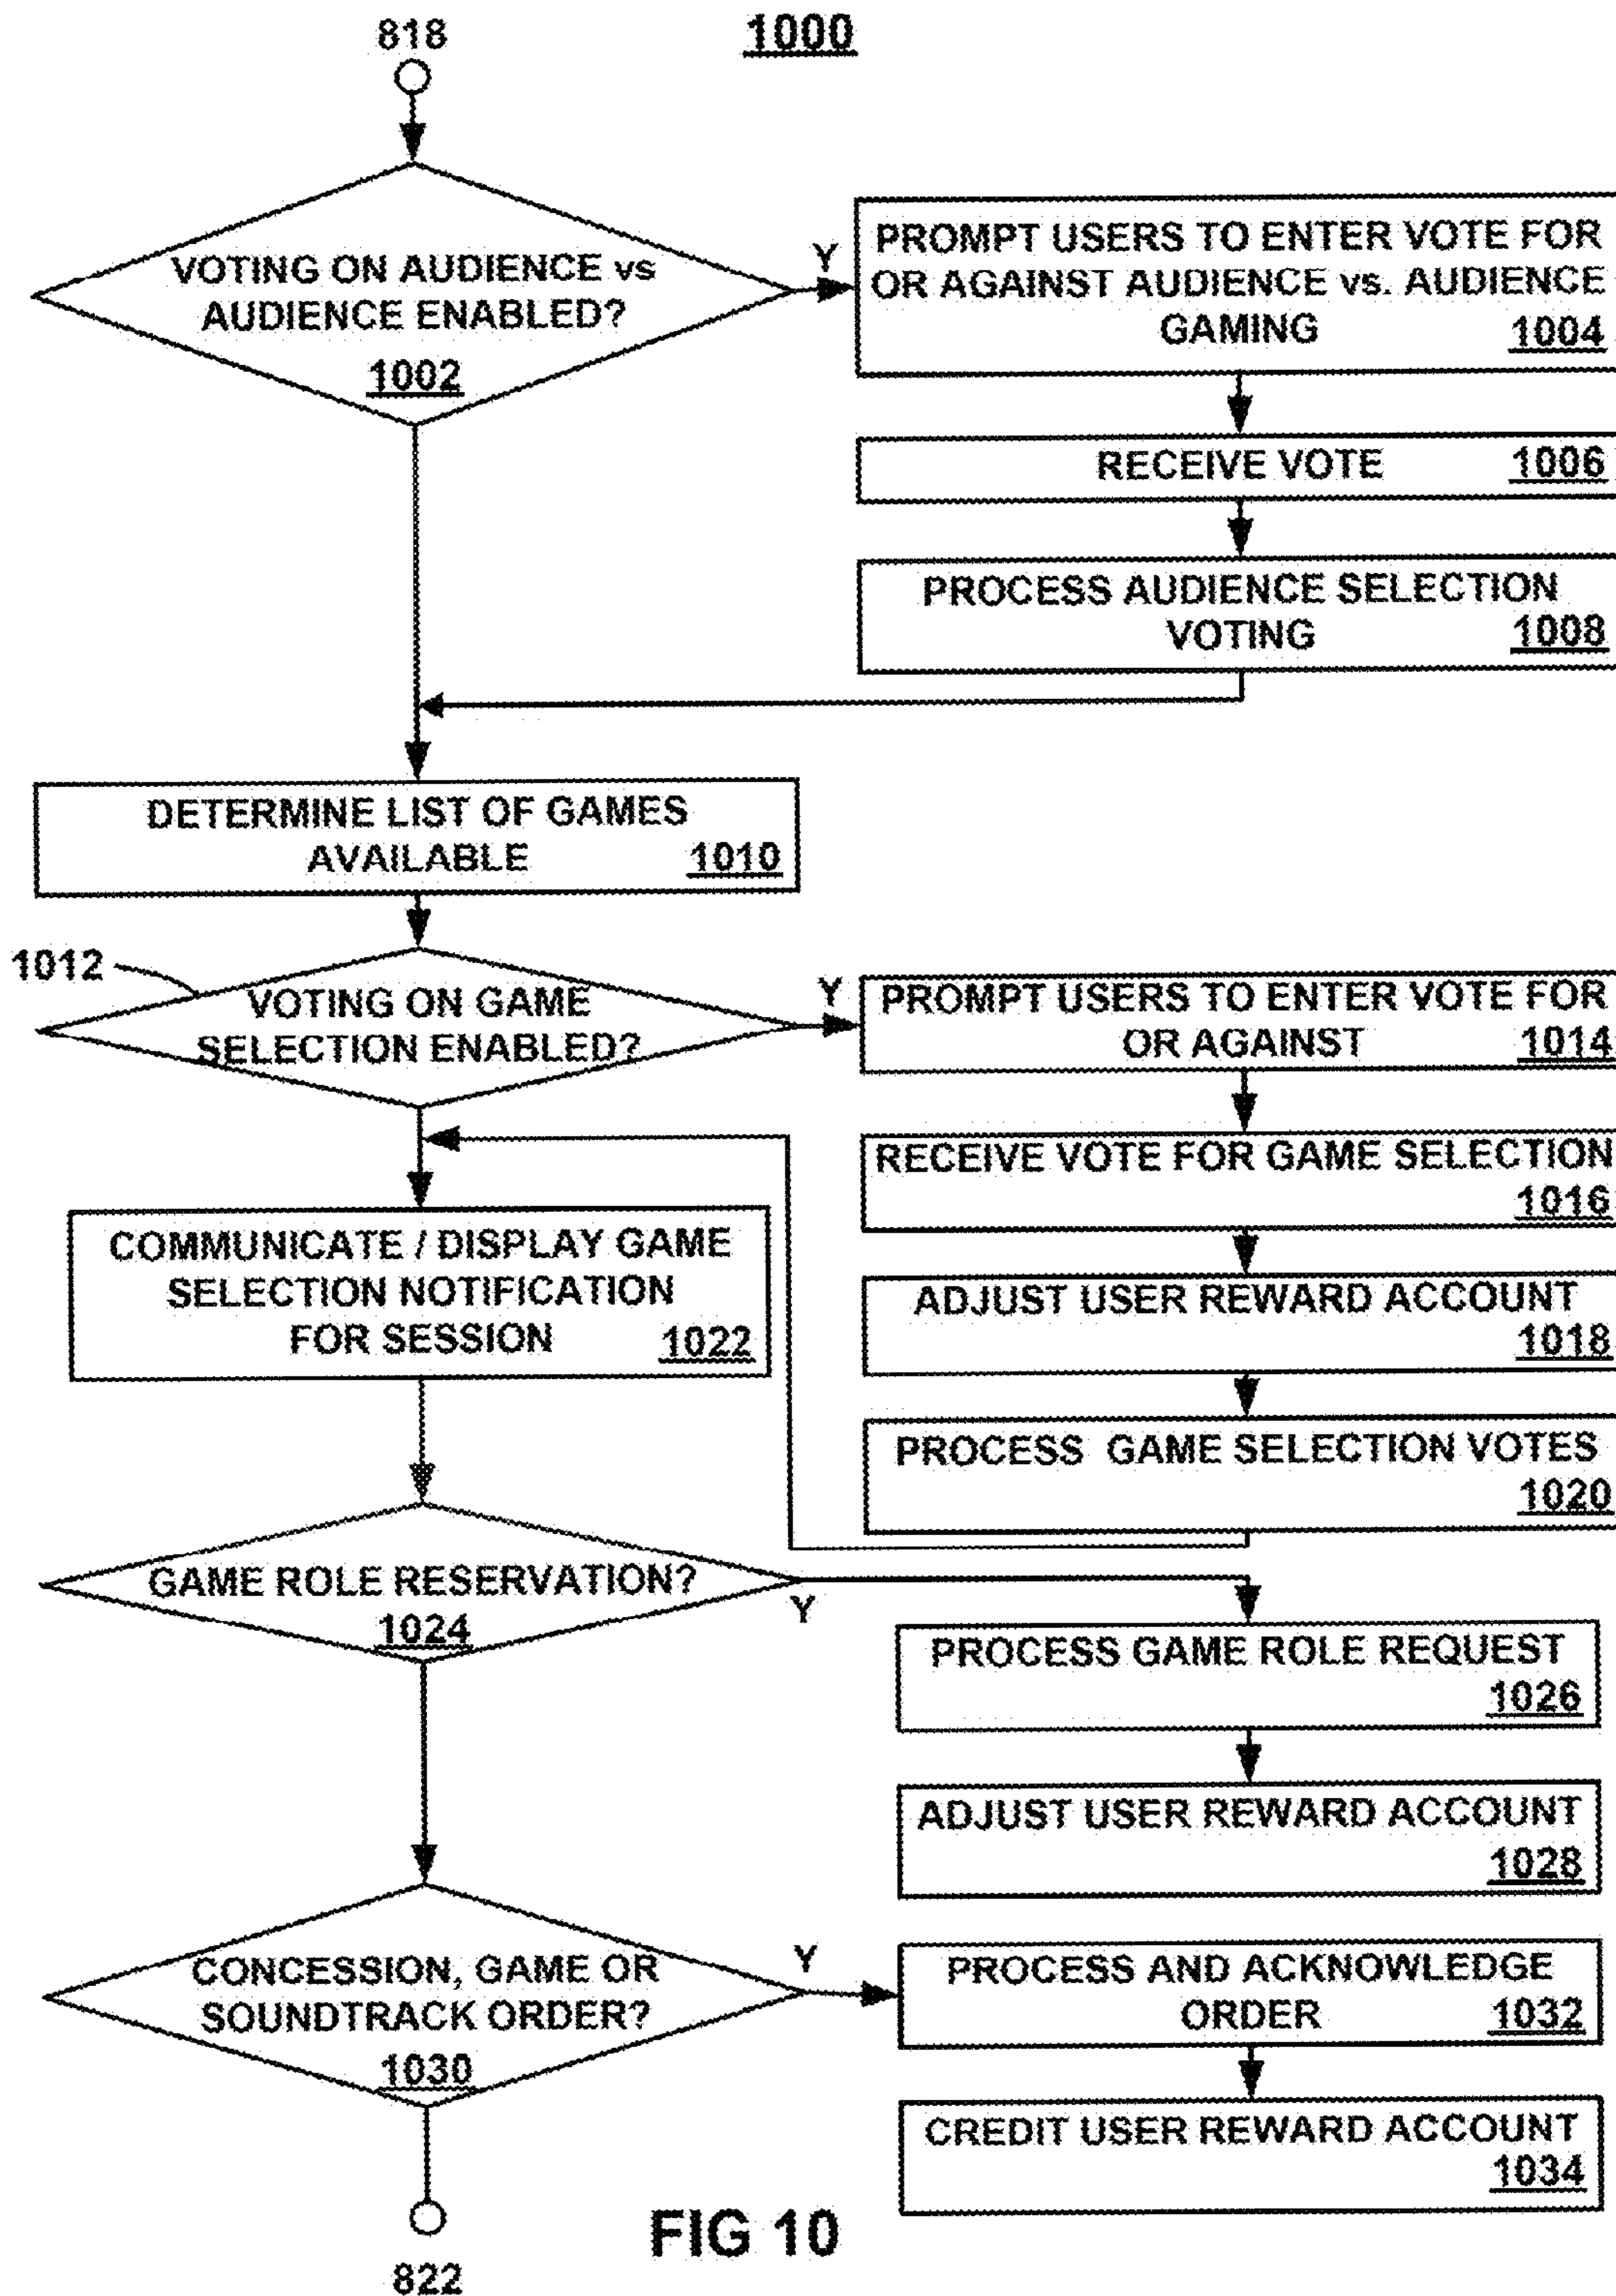 818
1000
VOTING ON AUDIENCE vs
AUDIENCE ENABLED?
1002
Y
PROMPT USERS TO ENTER VOTE FOR
OR AGAINST AUDIENCE vs. AUDIENCE
GAMING 1004
RECEIVE VOTE 1006
PROCESS AUDIENCE SELECTION
VOTING 1008
DETERMINE LIST OF GAMES
AVAILABLE 1010
1012
VOTING ON GAME
SELECTION ENABLED?
Y
PROMPT USERS TO ENTER VOTE FOR
OR AGAINST 1014
RECEIVE VOTE FOR GAME SELECTION
1016
ADJUST USER REWARD ACCOUNT
1018
PROCESS GAME SELECTION VOTES
1020
COMMUNICATE / DISPLAY GAME
SELECTION NOTIFICATION
FOR SESSION 1022
GAME ROLE RESERVATION?
1024
Y
PROCESS GAME ROLE REQUEST
1026
ADJUST USER REWARD ACCOUNT
1028
CONCESSION, GAME OR
SOUNDTRACK ORDER?
1030
Y
PROCESS AND ACKNOWLEDGE
ORDER 1032
CREDIT USER REWARD ACCOUNT
1034
822
FIG 10